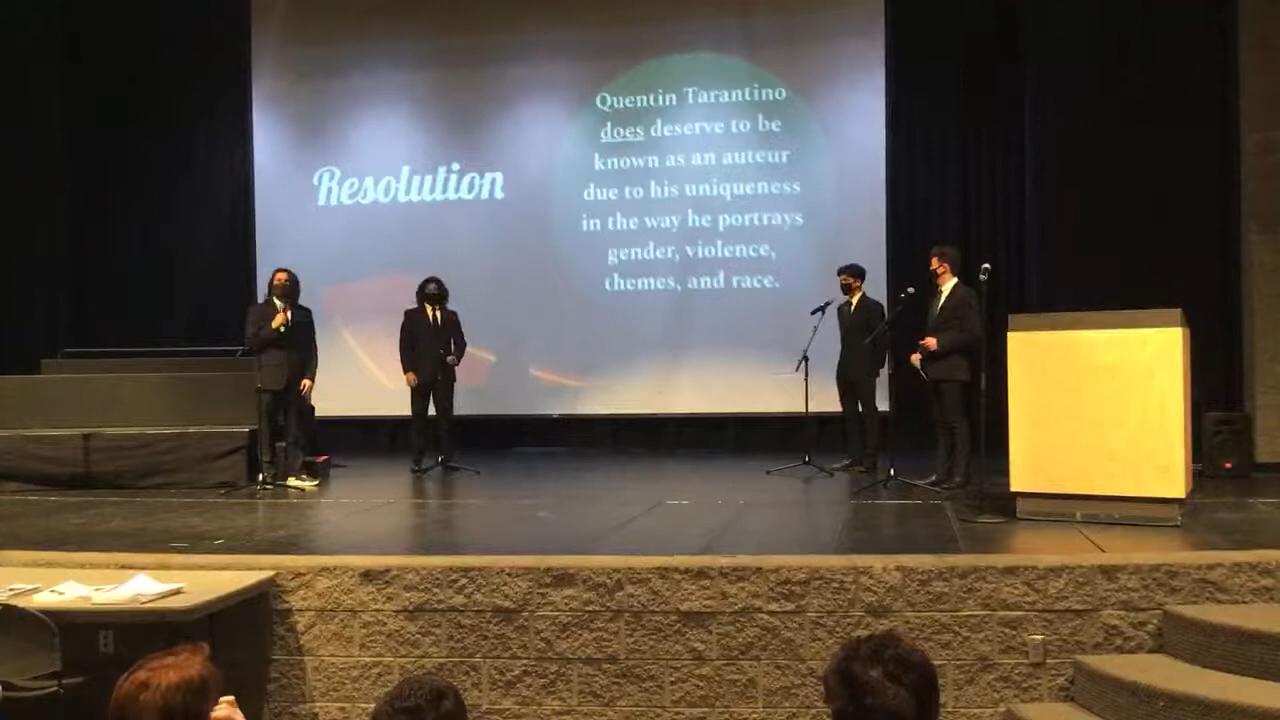 Resolution
Quentin Tarantino
does deserve to be
known as an auteur
due to his uniqueness
in the way he portrays
gender, violence,
themes, and race.